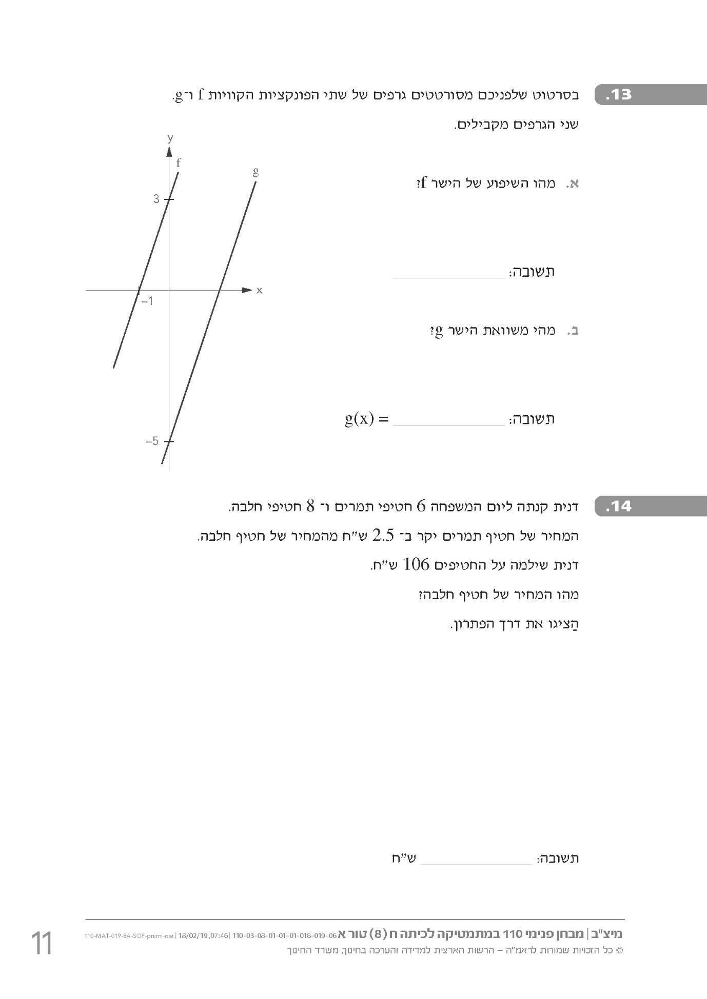 13.
בסרטוט שלפניכם מסורטטים גרפים של שתי הפונקציות הקוויות f ו־g.
שני הגרפים מקבילים.
y
f
g
3
x
–1
–5
א. מהו השיפוע של הישר f?
תשובה: ____________
ב. מהי משוואת הישר g?
תשובה: ____________ g(x) =
14.
דנית קנתה ליום המשפחה 6 חטיפי תמרים ו־ 8 חטיפי חלבה.
המחיר של חטיף תמרים יקר ב־ 2.5 ש"ח מהמחיר של חטיף חלבה.
דנית שילמה על החטיפים 106 ש"ח.
מהו המחיר של חטיף חלבה?
הַציגו את דרך הפתרון.
תשובה: ____________ ש"ח
מיצ"ב | מבחן פנימי 110 במתמטיקה לכיתה ח (8) טור א 110-MAT-019-8A-SOF-pnimi-net | 18/02/19 ,07:46 | 110-03-08-01-01-01-018-019-06
© כל הזכויות שמורות לראמ"ה – הרשות הארצית למדידה והערכה בחינוך, משרד החינוך
11